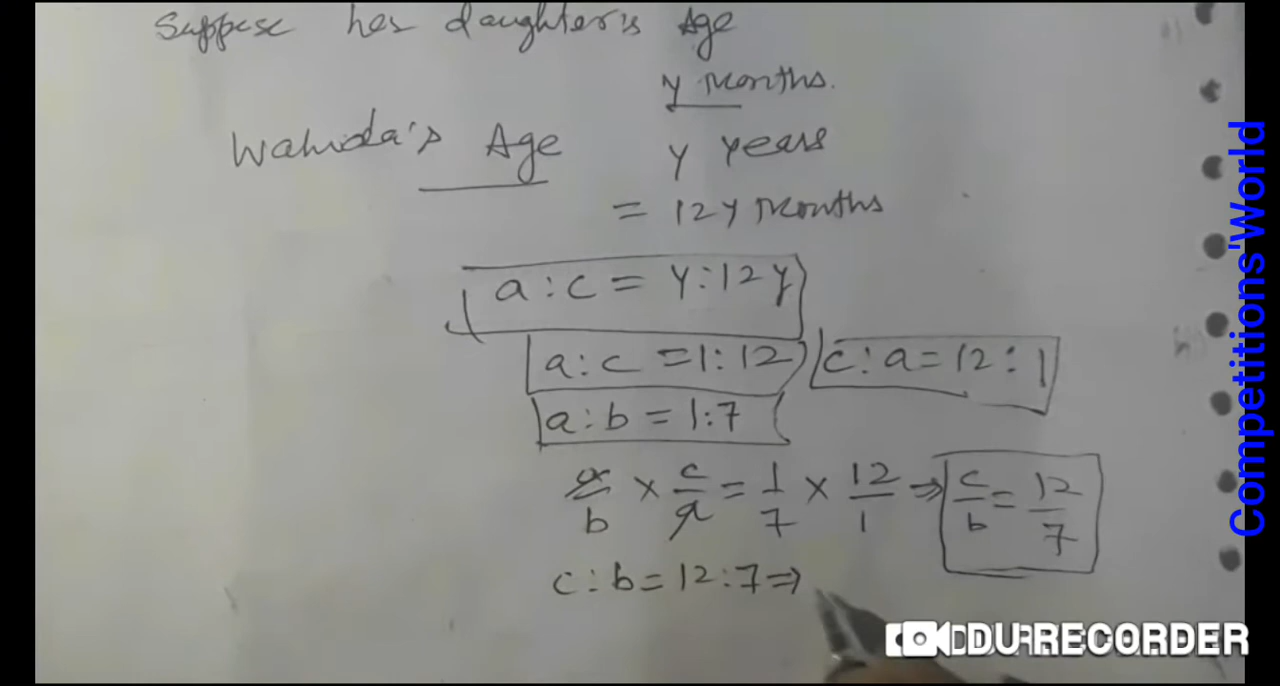 Suppose her daughter's Age
y months.
Wahida's Age y years
= 12y months
a : c = y : 12y
a : c = 1 : 12 c : a = 12 : 1
a : b = 1 : 7
a/b × c/a = 1/7 × 12/1 ⇒ c/b = 12/7
c : b = 12 : 7 ⇒
Competitions'World
DU RECORDER